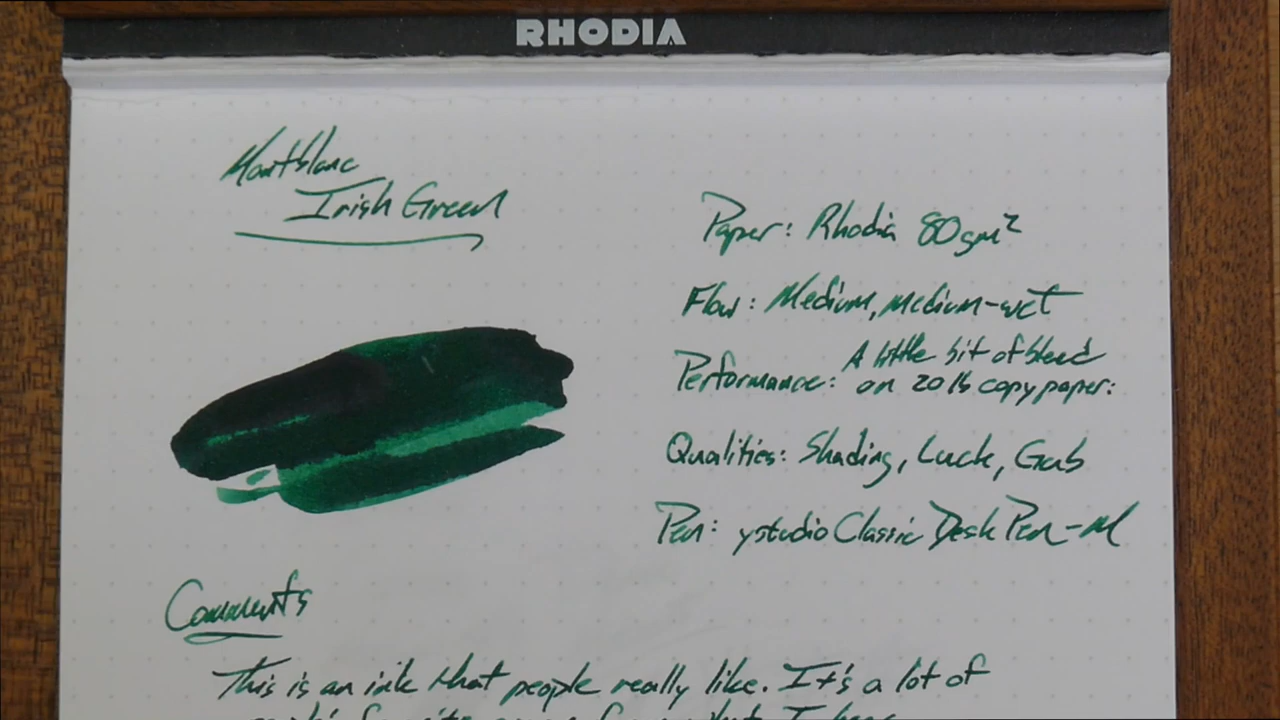 RHODIA
Montblanc
Irish Green
Paper: Rhodia 80gm²
Flow: Medium, medium-wet
Performance: A little bit of bleed
on 20 lb copy paper.
Qualities: Shading, Luck, Gab
Pen: ystudio Classic Desk Pen-M
Comments
This is an ink that people really like. It's a lot of